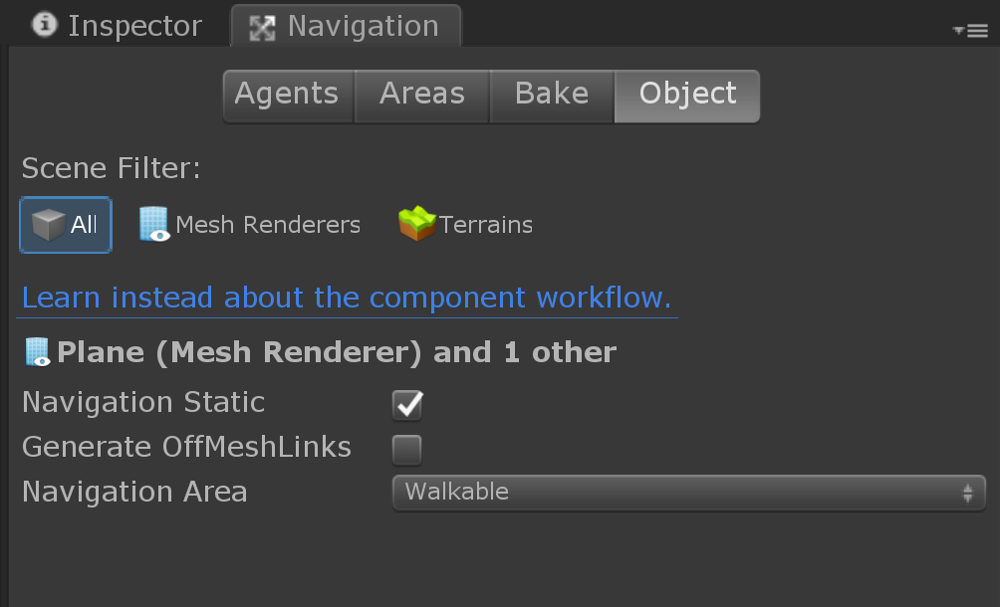 Inspector Navigation
Agents Areas Bake Object
Scene Filter:
All Mesh Renderers Terrains
Learn instead about the component workflow.
Plane (Mesh Renderer) and 1 other
Navigation Static
Generate OffMeshLinks
Navigation Area Walkable